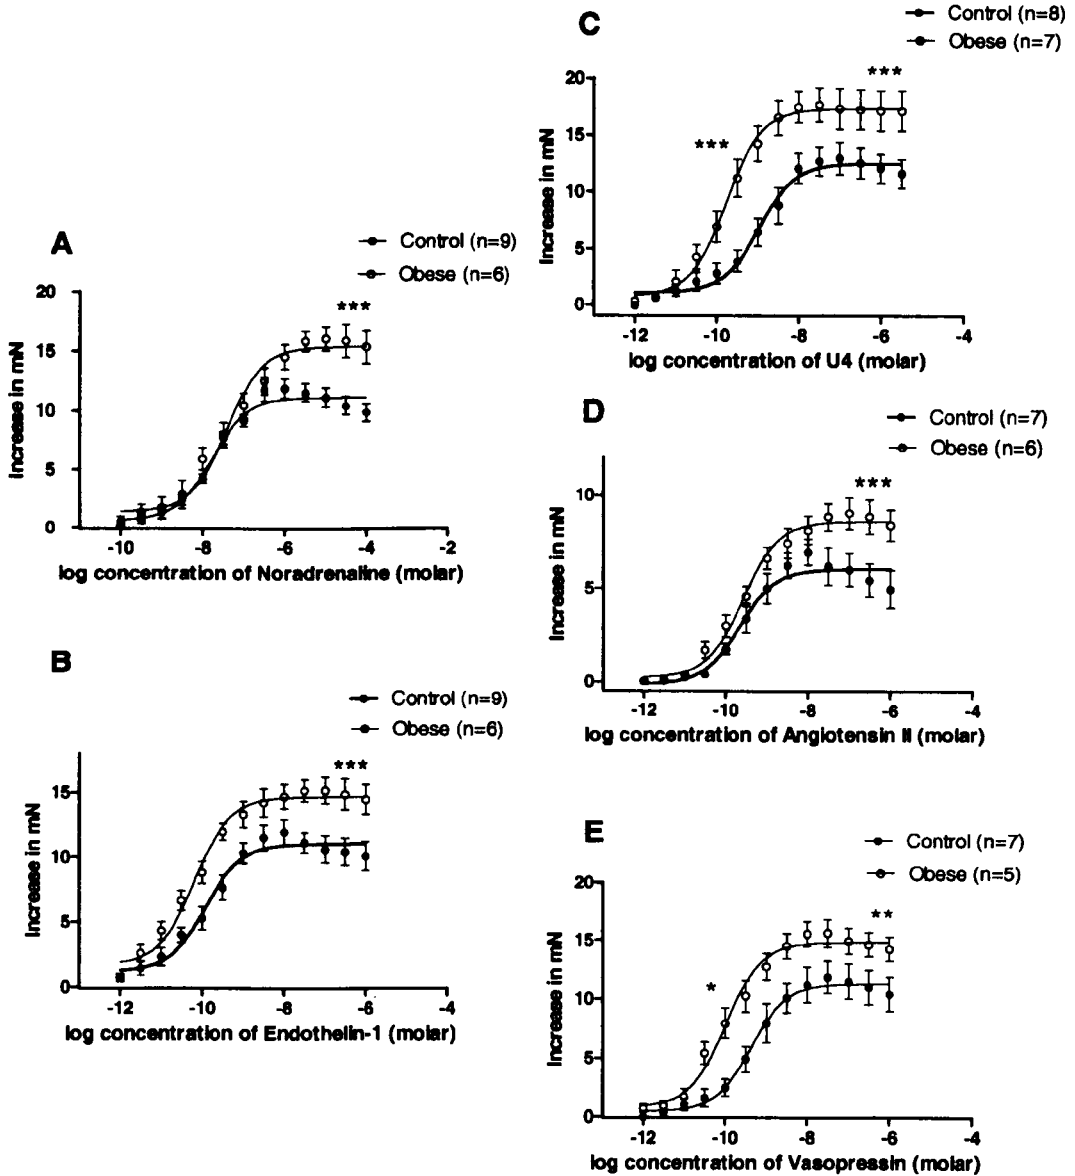 A
Control (n=9)
Obese (n=6)
***
20
15
10
5
0
Increase in mN
-10 -8 -6 -4 -2
log concentration of Noradrenaline (molar)
B
Control (n=9)
Obese (n=6)
***
15
10
5
0
Increase in mN
-12 -10 -8 -6 -4
log concentration of Endothelin-1 (molar)
C
Control (n=8)
Obese (n=7)
***
***
20
15
10
5
0
Increase in mN
-12 -10 -8 -6 -4
log concentration of U4 (molar)
D
Control (n=7)
Obese (n=6)
***
10
5
0
Increase in mN
-12 -10 -8 -6 -4
log concentration of Angiotensin II (molar)
E
Control (n=7)
Obese (n=5)
**
*
20
15
10
5
0
Increase in mN
-12 -10 -8 -6 -4
log concentration of Vasopressin (molar)